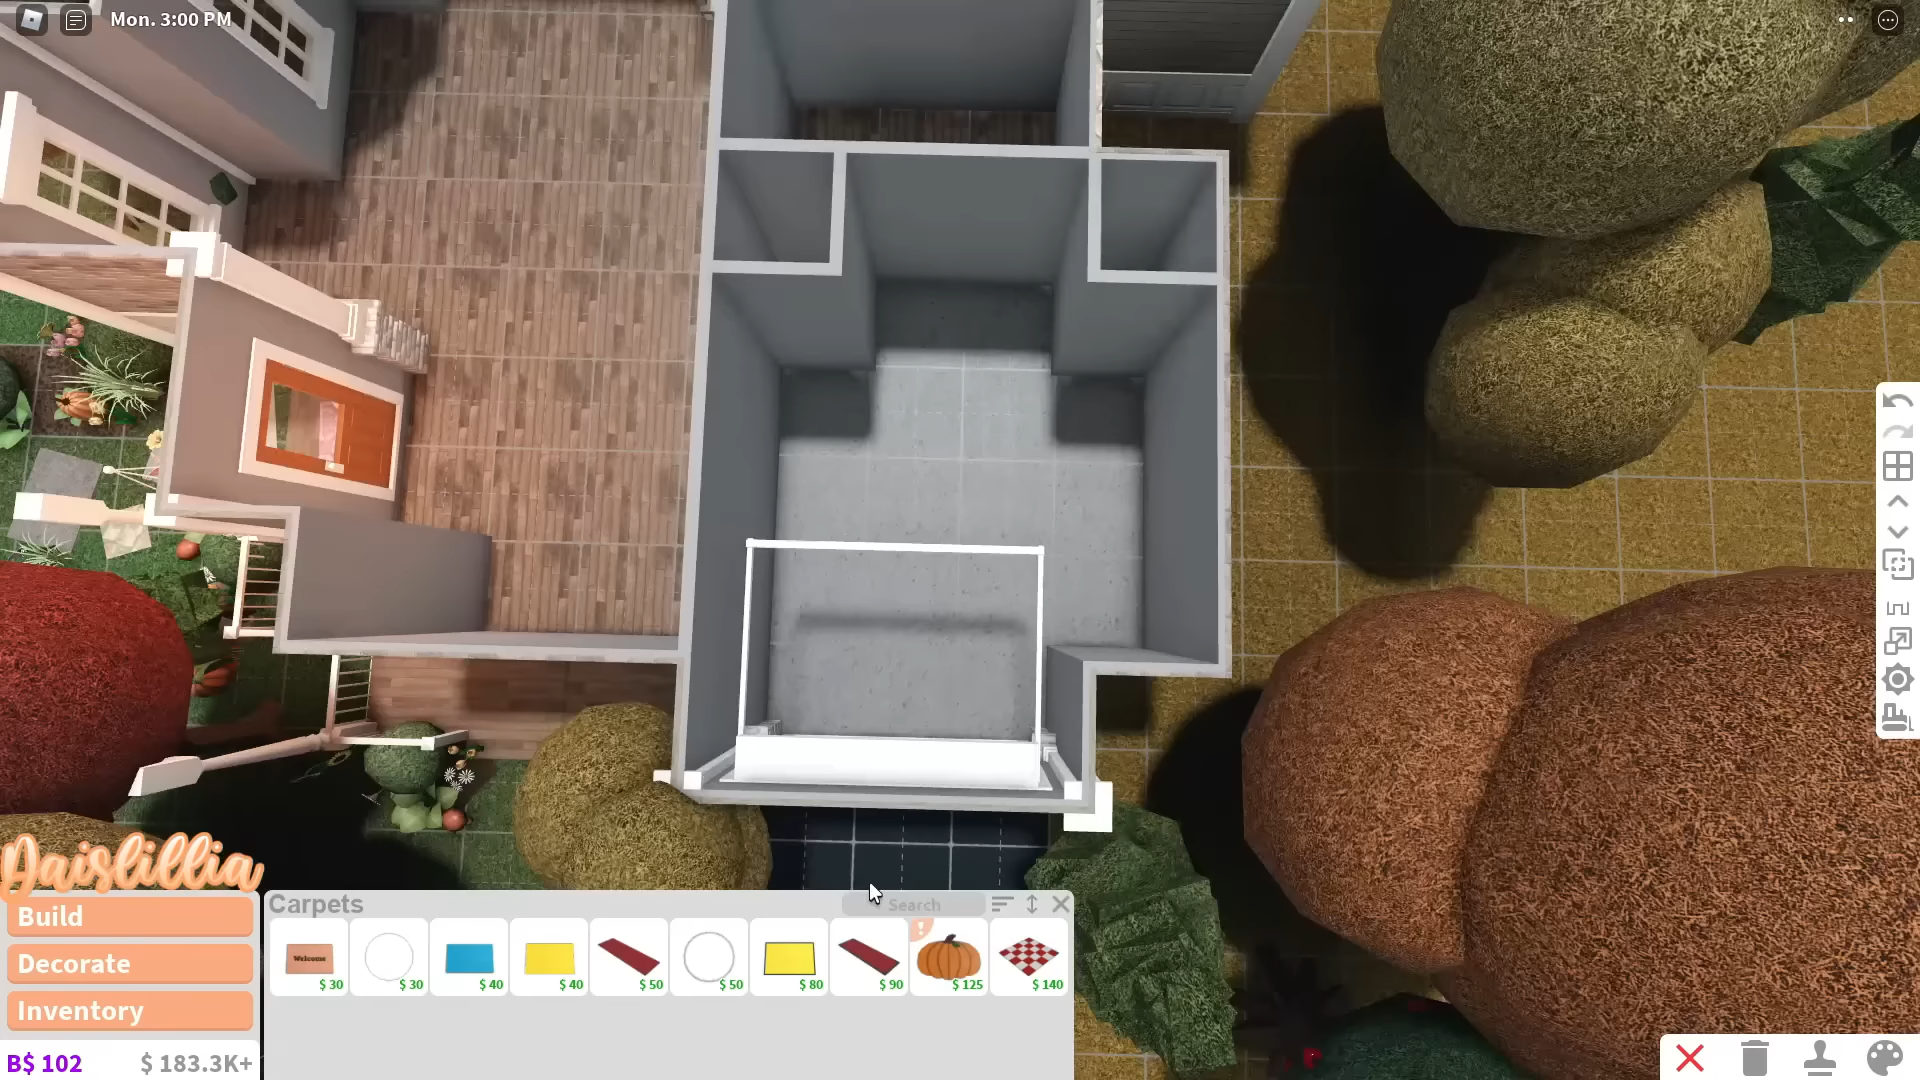 Mon. 3:00 PM
Daislillia
Build
Decorate
Inventory
B$ 102
$ 183.3K+
Carpets
Search
Welcome
$ 30
$ 30
$ 40
$ 40
$ 50
$ 50
$ 80
$ 90
$ 125
$ 140